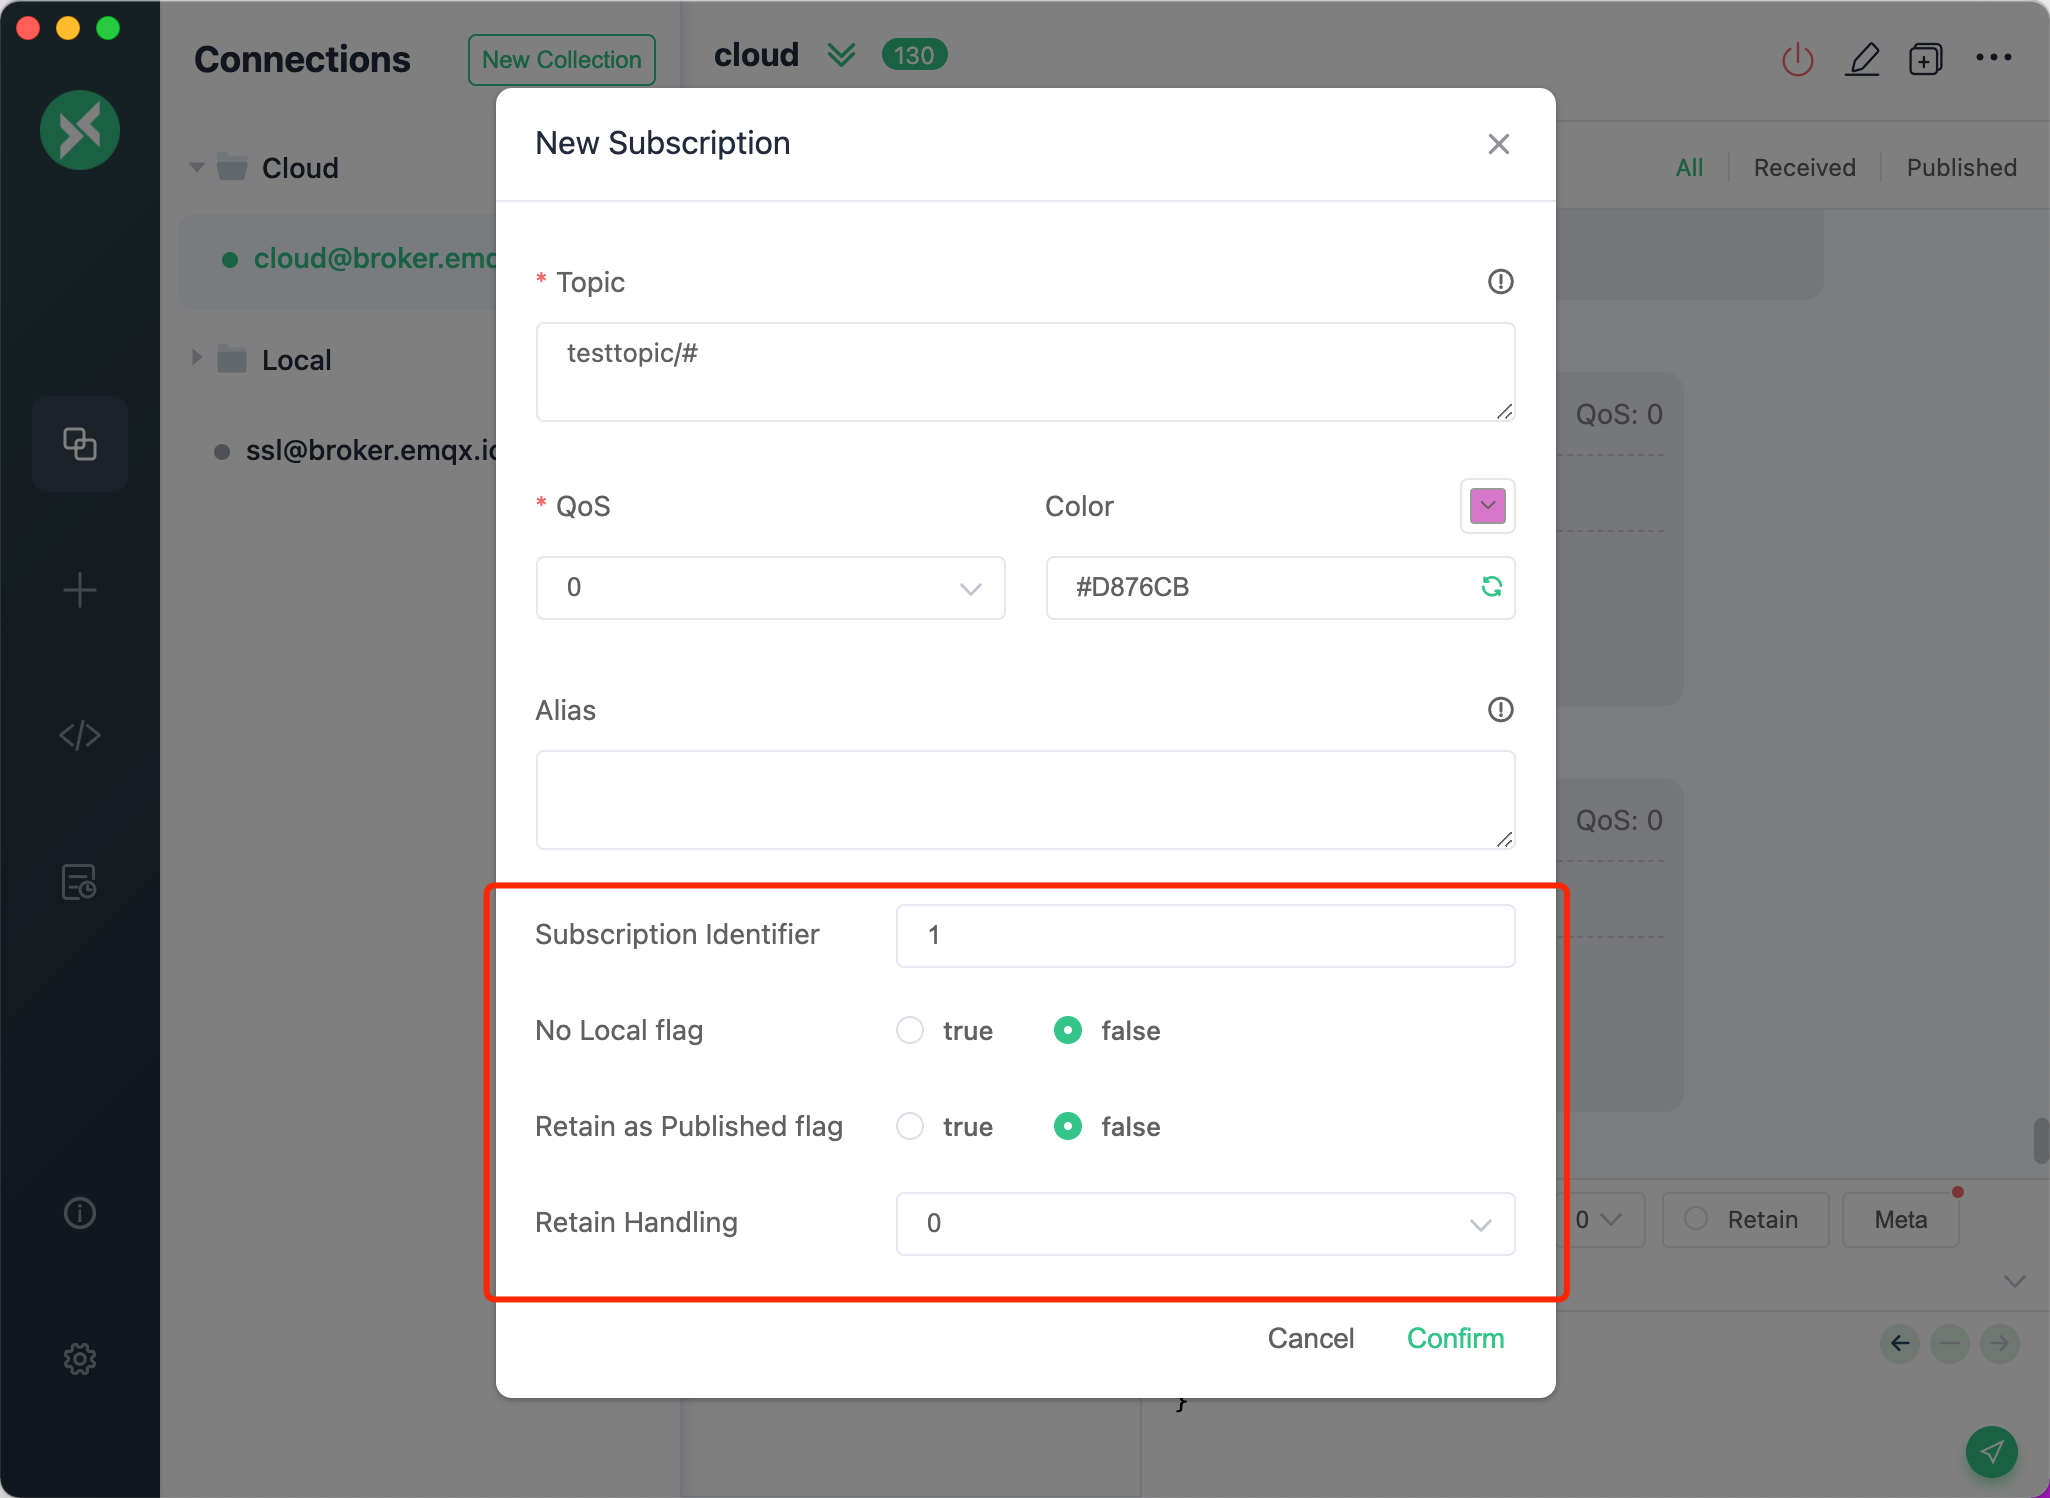 Connections
New Collection
cloud
130
All
Received
Published
Cloud
cloud@broker.emq
Local
ssl@broker.emqx.io
New Subscription
* Topic
testtopic/#
* QoS
Color
0
#D876CB
Alias
Subscription Identifier
1
No Local flag
true
false
Retain as Published flag
true
false
Retain Handling
0
Cancel
Confirm
QoS: 0
QoS: 0
0
Retain
Meta
}